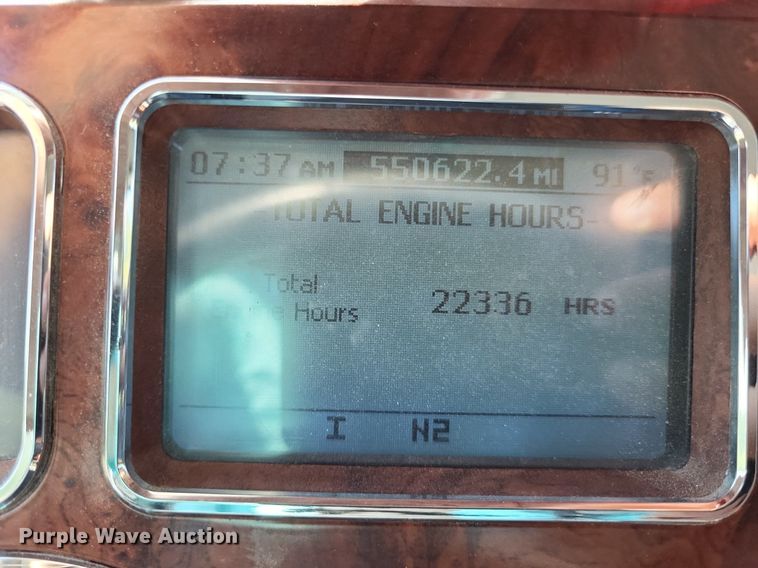 07:37 AM 550622.4 MI 91°F
TOTAL ENGINE HOURS-
Total
Engine Hours 22336 HRS
I N2
Purple Wave Auction